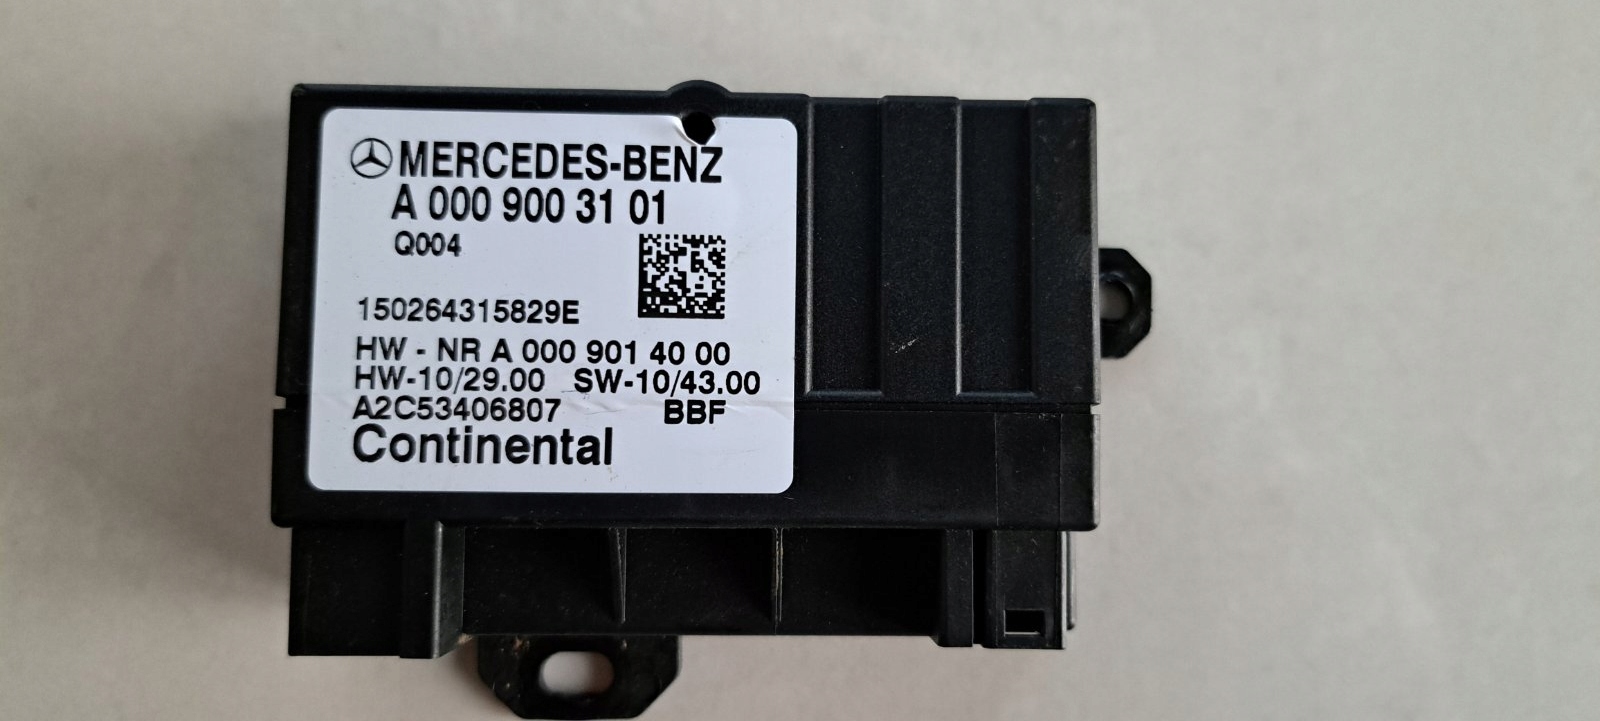 MERCEDES-BENZ
A 000 900 31 01
Q004
150264315829E
HW - NR A 000 901 40 00
HW-10/29.00 SW-10/43.00
A2C53406807 BBF
Continental